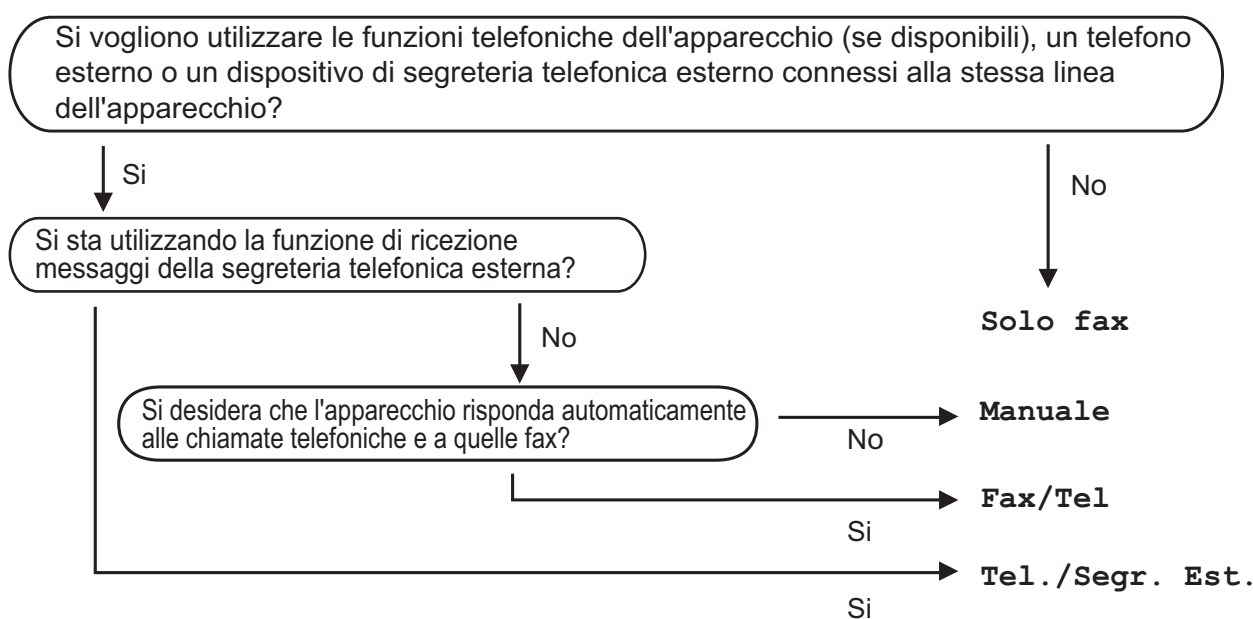 Si vogliono utilizzare le funzioni telefoniche dell'apparecchio (se disponibili), un telefono
esterno o un dispositivo di segreteria telefonica esterno connessi alla stessa linea
dell'apparecchio?
Si
No
Si sta utilizzando la funzione di ricezione
messaggi della segreteria telefonica esterna?
Solo fax
No
Si desidera che l'apparecchio risponda automaticamente
alle chiamate telefoniche e a quelle fax?
No
Manuale
Si
Fax/Tel
Si
Tel./Segr. Est.